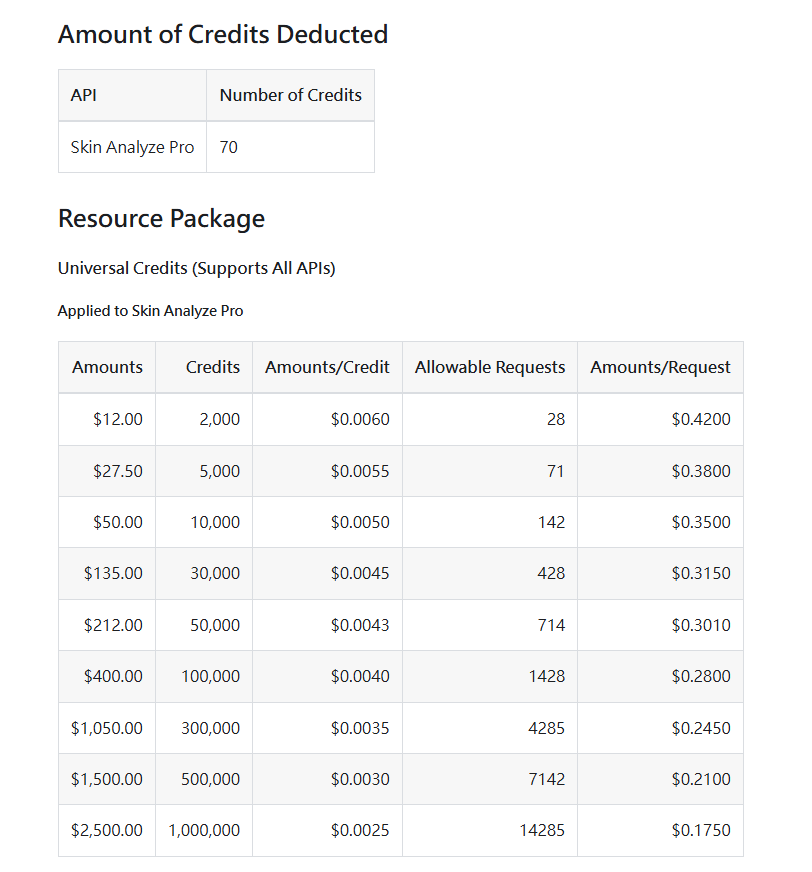 Amount of Credits Deducted
API Number of Credits
Skin Analyze Pro 70
Resource Package
Universal Credits (Supports All APIs)
Applied to Skin Analyze Pro
Amounts Credits Amounts/Credit Allowable Requests Amounts/Request
$12.00 2,000 $0.0060 28 $0.4200
$27.50 5,000 $0.0055 71 $0.3800
$50.00 10,000 $0.0050 142 $0.3500
$135.00 30,000 $0.0045 428 $0.3150
$212.00 50,000 $0.0043 714 $0.3010
$400.00 100,000 $0.0040 1428 $0.2800
$1,050.00 300,000 $0.0035 4285 $0.2450
$1,500.00 500,000 $0.0030 7142 $0.2100
$2,500.00 1,000,000 $0.0025 14285 $0.1750